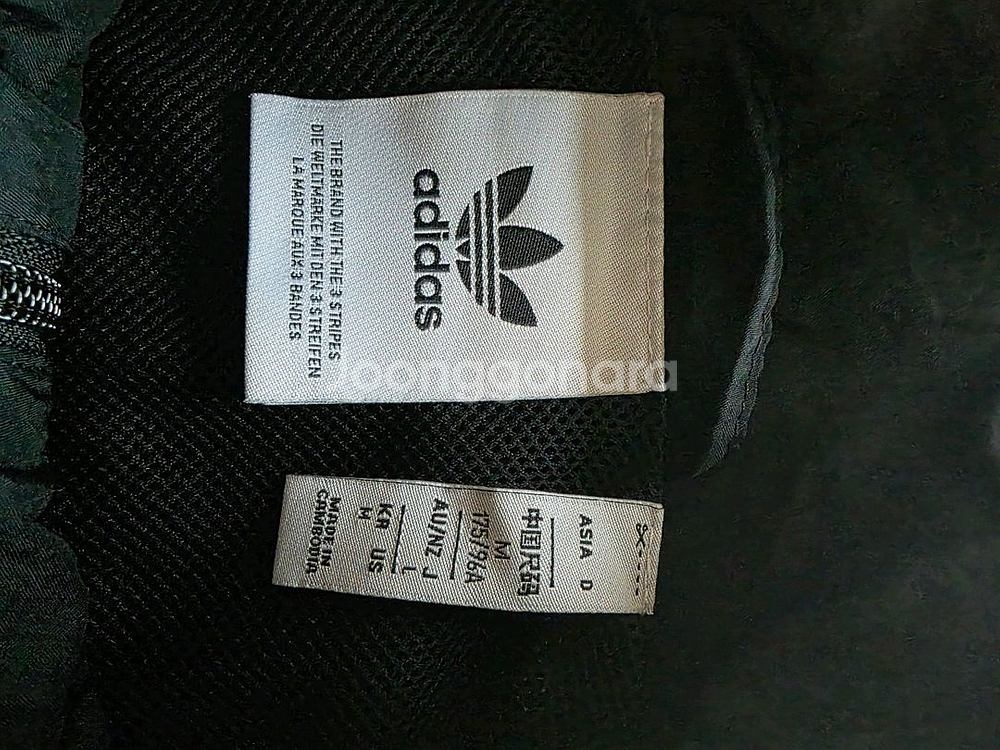 adidas
THE BRAND WITH THE 3 STRIPES
DIE WELTMARKE MIT DEN 3 STREIFEN
LA MARQUE AUX 3 BANDES
Joonggonara
ASIA D
中国尺码
M
175/96A
AU/NZ J
L
KR US
M
MADE IN
CAMBODIA